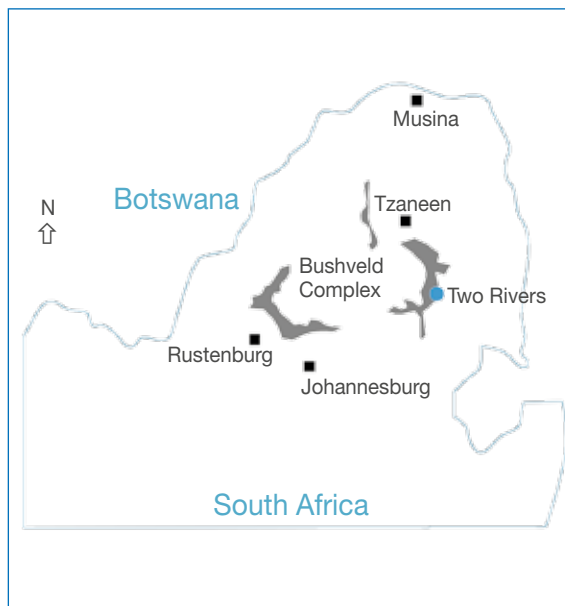 Musina
Botswana
N
Tzaneen
Bushveld
Complex
Two Rivers
Rustenburg
Johannesburg
South Africa